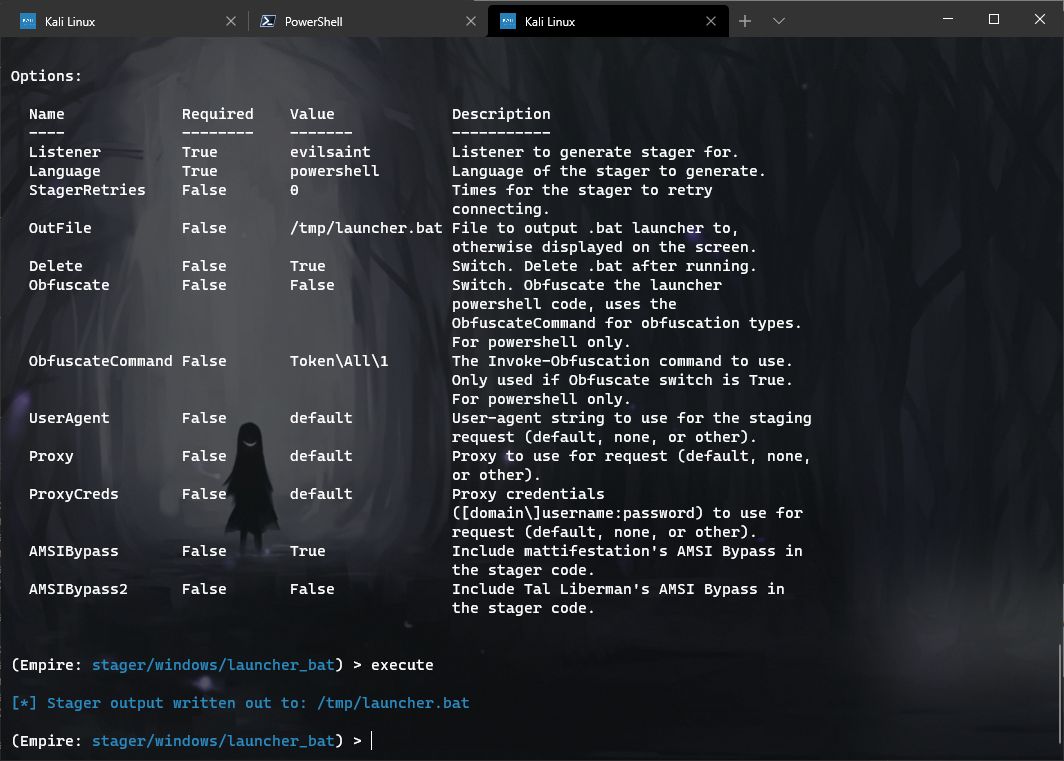 Kali Linux
PowerShell
Kali Linux
Options:
Name Required Value Description
---- -------- ------- -----------
Listener True evilsaint Listener to generate stager for.
Language True powershell Language of the stager to generate.
StagerRetries False 0 Times for the stager to retry
connecting.
OutFile False /tmp/launcher.bat File to output .bat launcher to,
otherwise displayed on the screen.
Delete False True Switch. Delete .bat after running.
Obfuscate False False Switch. Obfuscate the launcher
powershell code, uses the
ObfuscateCommand for obfuscation types.
For powershell only.
ObfuscateCommand False Token\All\1 The Invoke-Obfuscation command to use.
Only used if Obfuscate switch is True.
For powershell only.
UserAgent False default User-agent string to use for the staging
request (default, none, or other).
Proxy False default Proxy to use for request (default, none,
or other).
ProxyCreds False default Proxy credentials
([domain\]username:password) to use for
request (default, none, or other).
AMSIBypass False True Include mattifestation's AMSI Bypass in
the stager code.
AMSIBypass2 False False Include Tal Liberman's AMSI Bypass in
the stager code.
(Empire: stager/windows/launcher_bat) > execute
[*] Stager output written out to: /tmp/launcher.bat
(Empire: stager/windows/launcher_bat) >